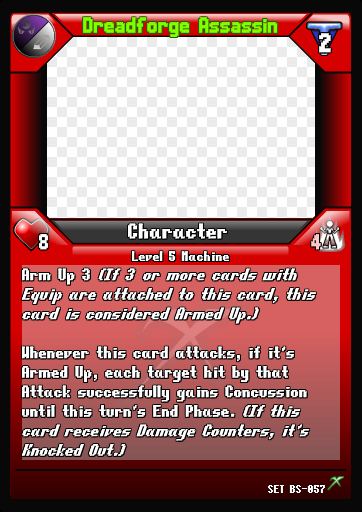 Dreadforge Assassin
2
Character
8
4
Level 5 Machine
Arm Up 3 (If 3 or more cards with
Equip are attached to this card, this
card is considered Armed Up.)
Whenever this card attacks, if it's
Armed Up, each target hit by that
Attack successfully gains Concussion
until this turn's End Phase. (If this
card receives Damage Counters, it's
Knocked Out.)
SET BS-057